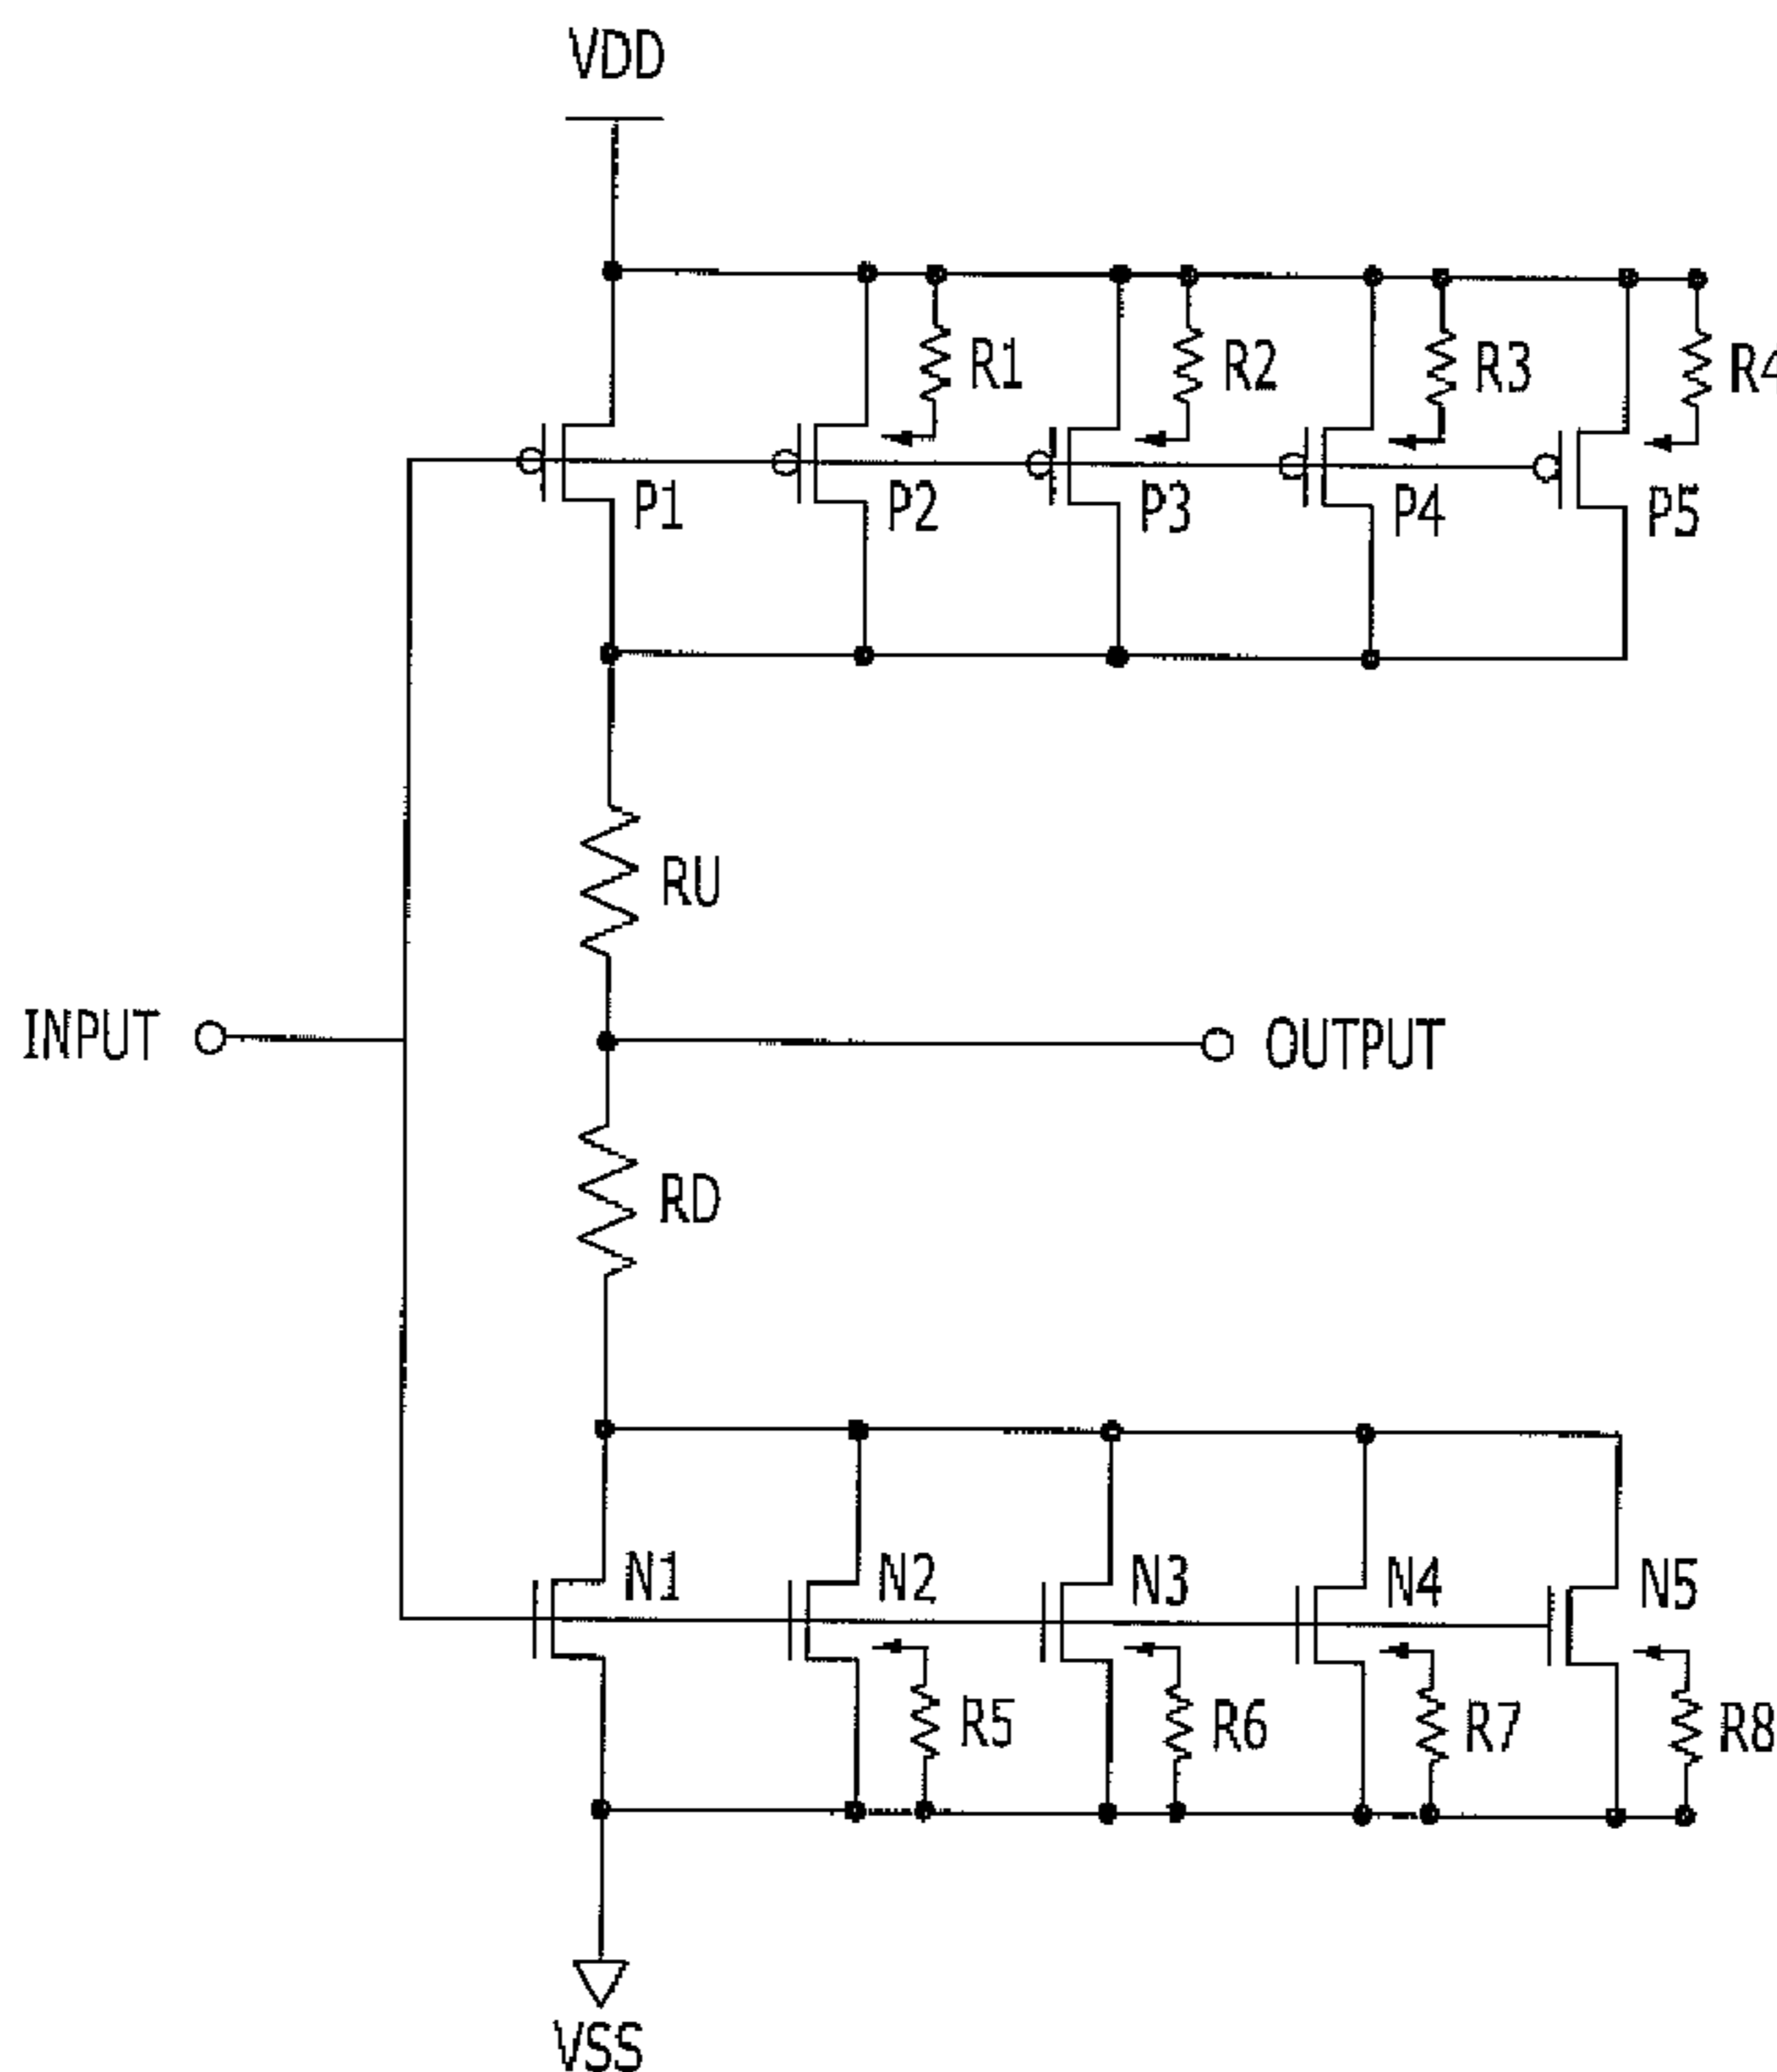 VDD
R1
R2
R3
R4
P1
P2
P3
P4
P5
RU
INPUT
OUTPUT
RD
N1
N2
N3
N4
N5
R5
R6
R7
R8
VSS